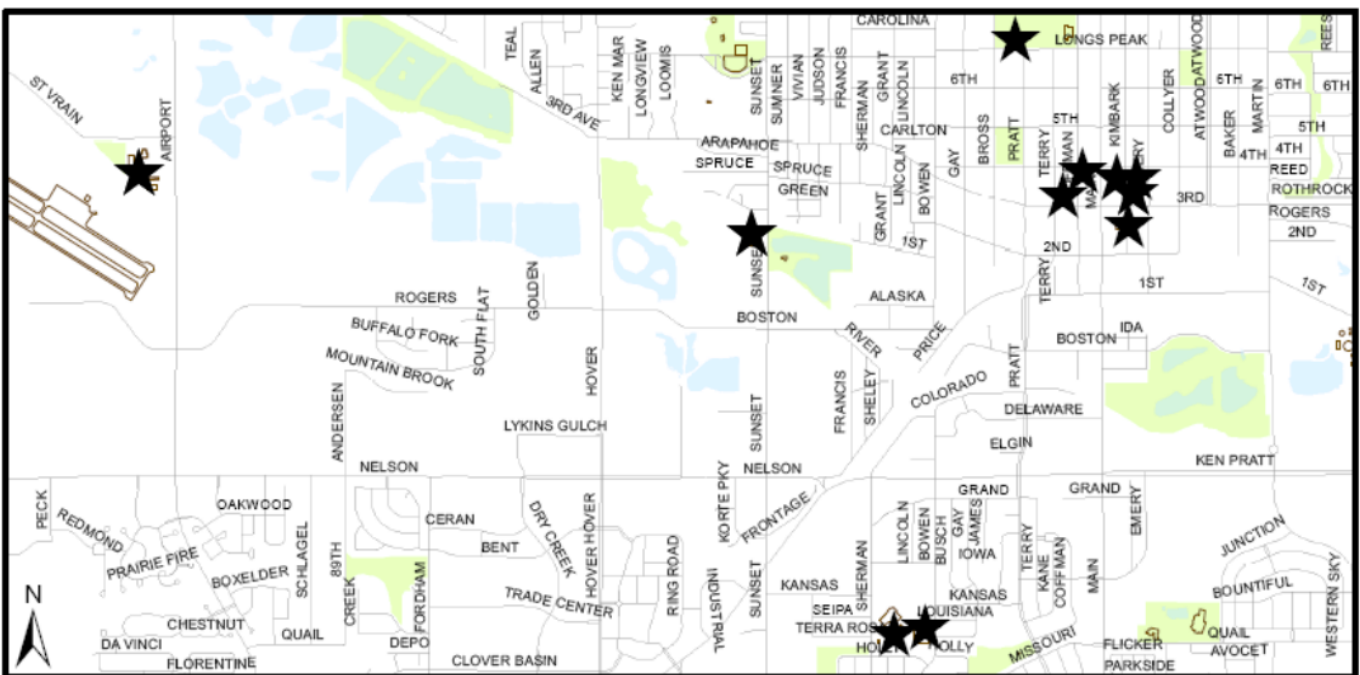 CAROLINA
REES
TEAL
ALLEN
KEN MAR
LONGVIEW
LOOMIS
SUNSET
SUMNER
VIVIAN
JUDSON
FRANCIS
GRANT
LINCOLN
LONGS PEAK
ATWOOD
ATWOOD
6TH
6TH
6TH
6TH
ST VRAIN
AIRPORT
3RD AVE
SHERMAN
CARLTON
5TH
KIMBARK
COLLYER
BAKER
MARTIN
5TH
ARAPAHOE
SPRUCE
SPRUCE
GREEN
GAY
BROSS
PRATT
TERRY
4TH
4TH
REED
ROTHROCK
GRANT
LINCOLN
BOWEN
3RD
ROGERS
2ND
1ST
2ND
SUNSE
TERRY
1ST
1ST
GOLDEN
ROGERS
ALASKA
BOSTON
BUFFALO FORK
SOUTH FLAT
RIVER
PRICE
BOSTON
IDA
MOUNTAIN BROOK
HOVER
PRATT
FRANCIS
SHELEY
COLORADO
ANDERSEN
SUNSET
DELAWARE
LYKINS GULCH
ELGIN
NELSON
NELSON
KEN PRATT
PECK
OAKWOOD
KORTE PKY
GRAND
GRAND
REDMOND
SCHLAGEL
CERAN
DRY CREEK
HOVER
HOVER
FRONTAGE
LINCOLN
BOWEN
BUSCH
GAY
JAMES
EMERY
JUNCTION
PRAIRIE FIRE
89TH
BENT
RING ROAD
SHERMAN
IOWA
TERRY
KANE
COFFMAN
MAIN
BOXELDER
CREEK
FORDHAM
TRADE CENTER
INDUSTRIAL
SUNSET
KANSAS
KANSAS
BOUNTIFUL
WESTERN SKY
N
SEIPA
LOUISIANA
CHESTNUT
TERRA ROS
DA VINCI
QUAIL
DEPO
HOLLY
MISSOURI
FLICKER
QUAIL
AVOCET
FLORENTINE
CLOVER BASIN
PARKSIDE